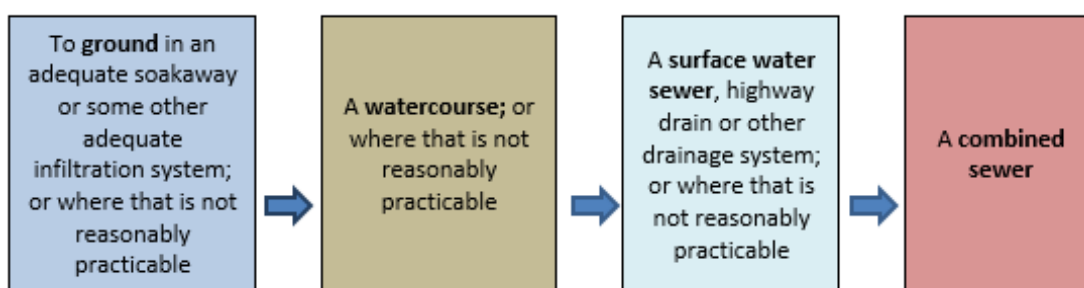 To ground in an
adequate soakaway
or some other
adequate
infiltration system;
or where that is not
reasonably
practicable
A watercourse; or
where that is not
reasonably
practicable
A surface water
sewer, highway
drain or other
drainage system;
or where that is
not reasonably
practicable
A combined
sewer